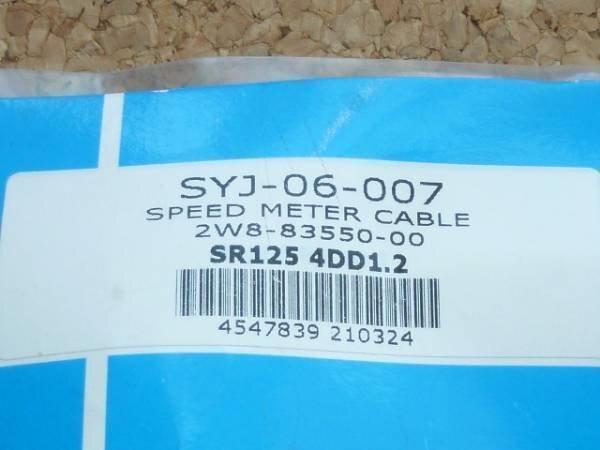 SYJ-06-007
SPEED METER CABLE
2W8-83550-00
SR125 4DD1.2
4547839 210324